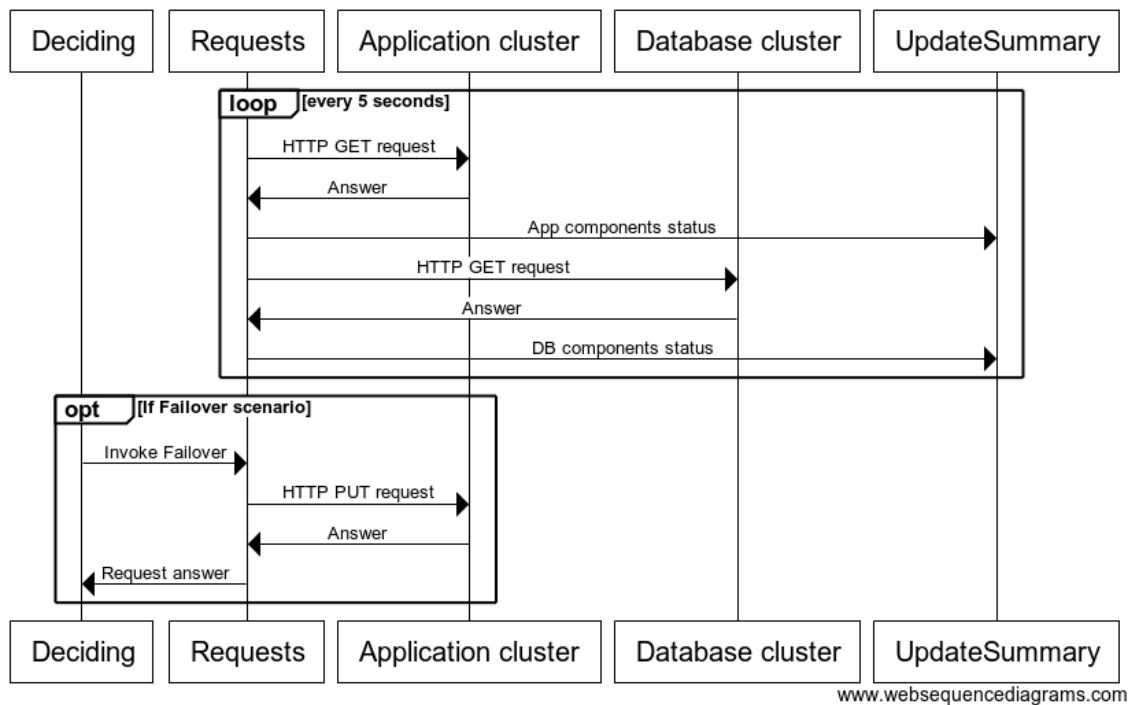 Deciding
Requests
Application cluster
Database cluster
UpdateSummary
loop
[every 5 seconds]
HTTP GET request
Answer
App components status
HTTP GET request
Answer
DB components status
opt
[If Failover scenario]
Invoke Failover
HTTP PUT request
Answer
Request answer
Deciding
Requests
Application cluster
Database cluster
UpdateSummary
www.websequencediagrams.com